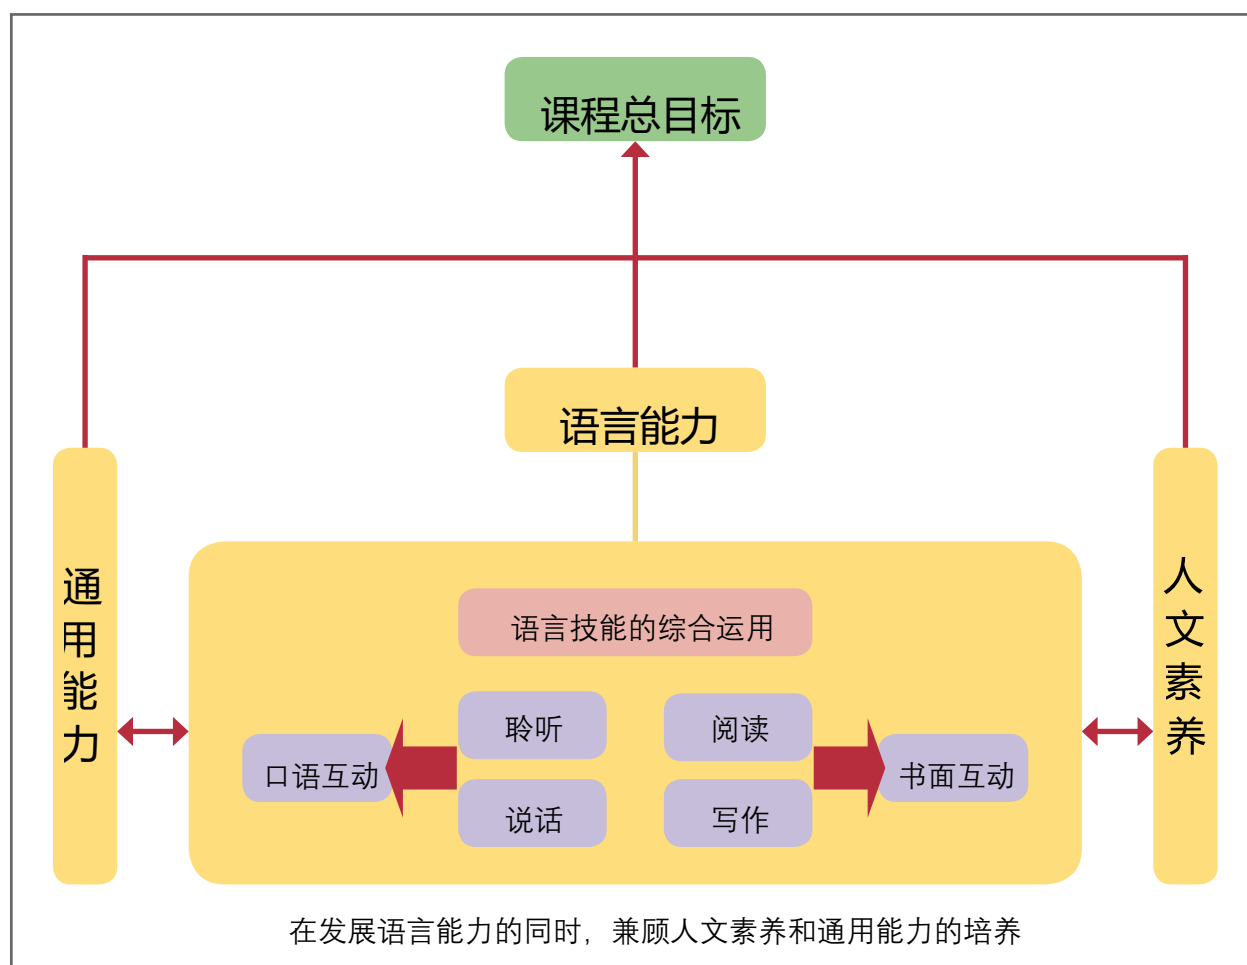 课程总目标
语言能力
通用能力
人文素养
语言技能的综合运用
聆听
阅读
口语互动
书面互动
说话
写作
在发展语言能力的同时，兼顾人文素养和通用能力的培养